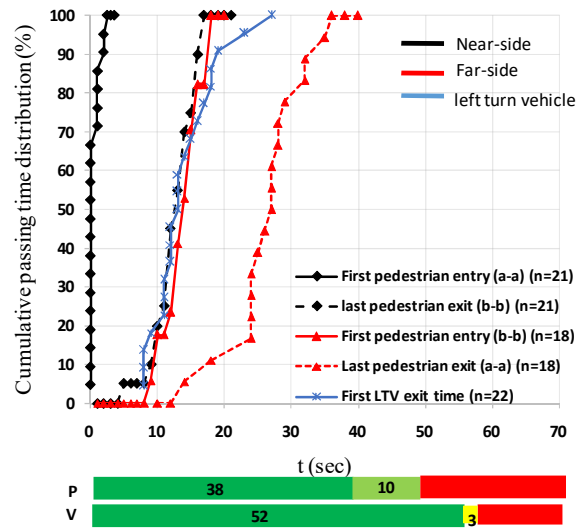 Cumulative passing time distribution (%)
100
90
80
70
60
50
40
30
20
10
0
Near-side
Far-side
left turn vehicle
First pedestrian entry (a-a) (n=21)
last pedestrian exit (b-b) (n=21)
First pedestrian entry (b-b) (n=18)
Last pedestrian exit (a-a) (n=18)
First LTV exit time (n=22)
0 10 20 30 40 50 60 70
t (sec)
P 38 10
V 52 3